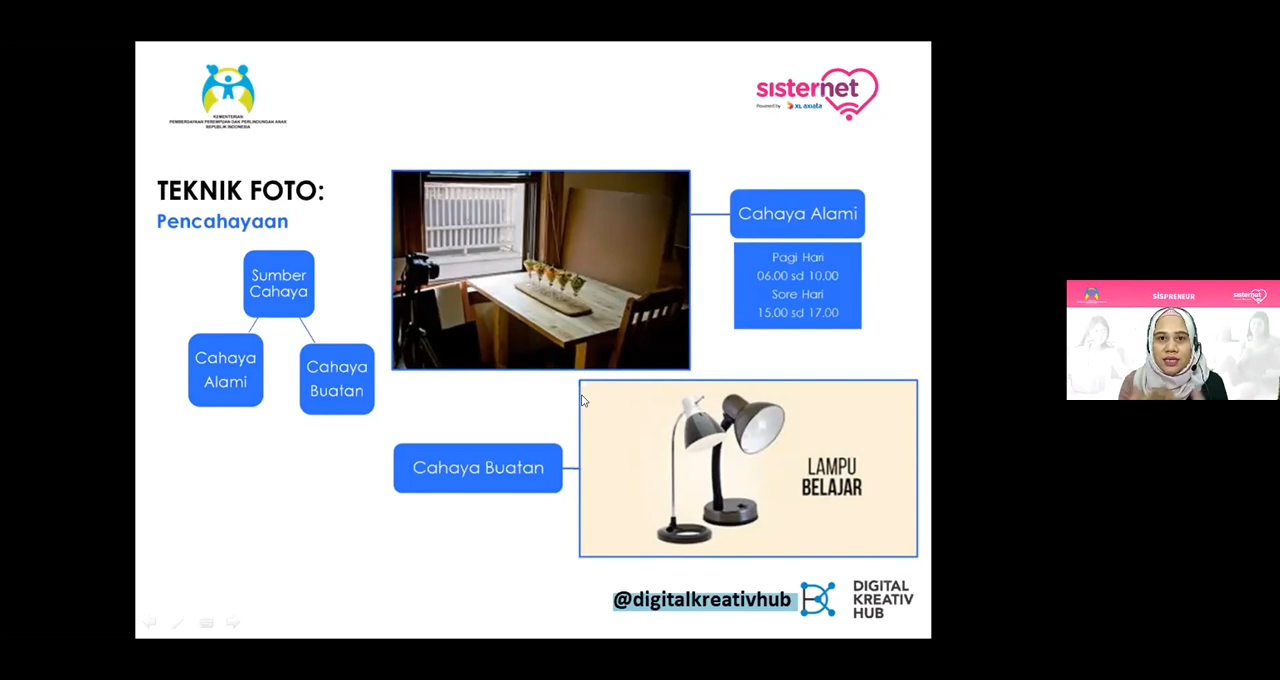 KEMENTERIAN
PEMBERDAYAAN PEREMPUAN DAN PERLINDUNGAN ANAK
REPUBLIK INDONESIA
sısternet
Powered by XL axiata
TEKNIK FOTO:
Pencahayaan
Sumber
Cahaya
Cahaya
Alami
Cahaya
Buatan
Cahaya Alami
Pagi Hari
06.00 sd 10.00
Sore Hari
15.00 sd 17.00
Cahaya Buatan
LAMPU
BELAJAR
@digitalkreativhub
DIGITAL
KREATIV
HUB
SISPRENEUR
sısternet